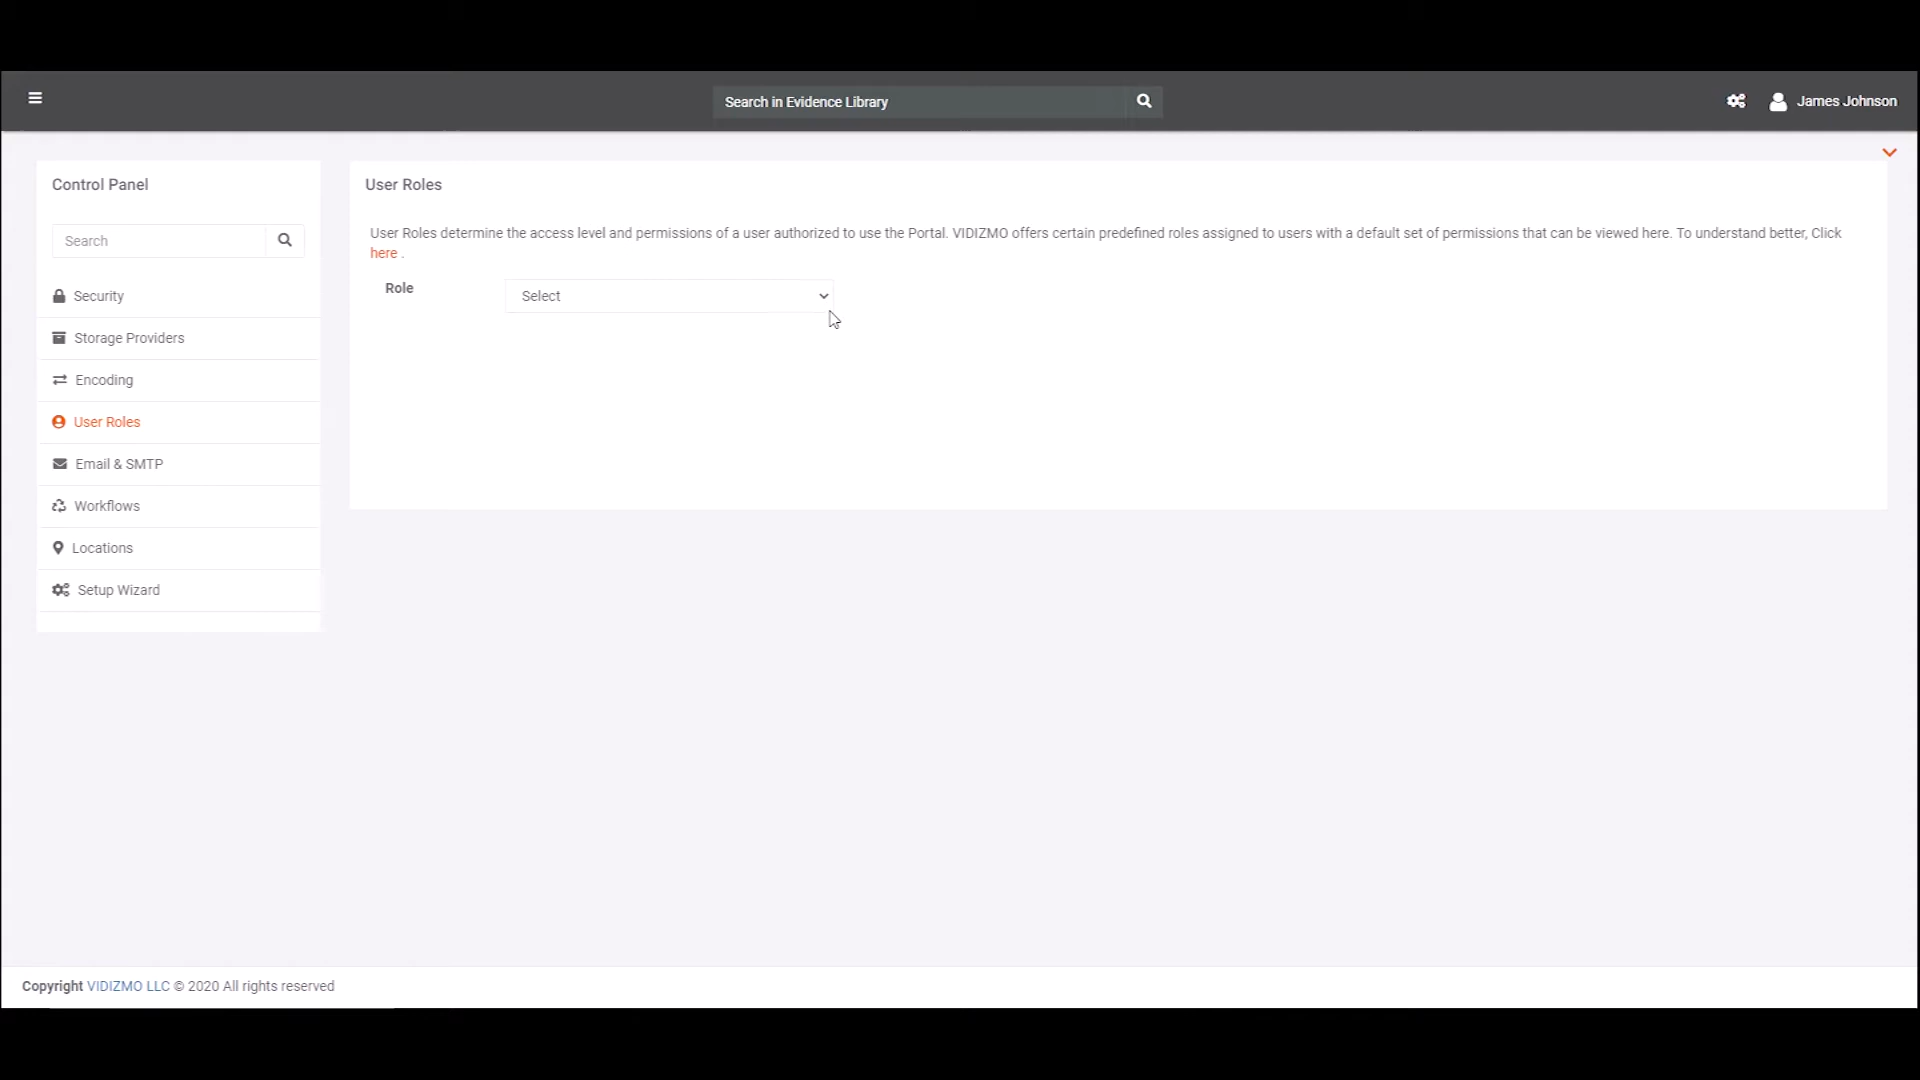 Search in Evidence Library
James Johnson
Control Panel
Search
Security
Storage Providers
Encoding
User Roles
Email & SMTP
Workflows
Locations
Setup Wizard
User Roles
User Roles determine the access level and permissions of a user authorized to use the Portal. VIDIZMO offers certain predefined roles assigned to users with a default set of permissions that can be viewed here. To understand better, Click
here .
Role
Select
Copyright VIDIZMO LLC © 2020 All rights reserved